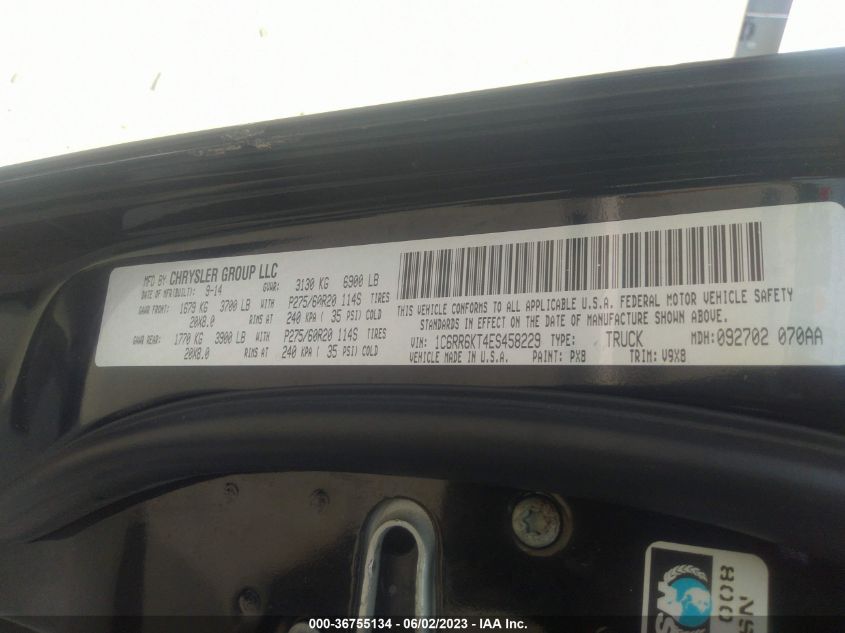 MFD BY CHRYSLER GROUP LLC
DATE OF MFR(BUILT): 9-14 GVWR: 3130 KG 6900 LB
GAWR FRONT: 1679 KG 3700 LB WITH P275/60R20 114S TIRES
20X8.0 RIMS AT 240 KPA ( 35 PSI) COLD
GAWR REAR: 1770 KG 3900 LB WITH P275/60R20 114S TIRES
20X8.0 RIMS AT 240 KPA ( 35 PSI) COLD
THIS VEHICLE CONFORMS TO ALL APPLICABLE U.S.A. FEDERAL MOTOR VEHICLE SAFETY
STANDARDS IN EFFECT ON THE DATE OF MANUFACTURE SHOWN ABOVE.
VIN: 1C6RR6KT4ES458229 TYPE: TRUCK MDH: 092702 070AA
VEHICLE MADE IN U.S.A. PAINT: PX8 TRIM: V9X8
008
000-36755134 - 06/02/2023 - IAA Inc.